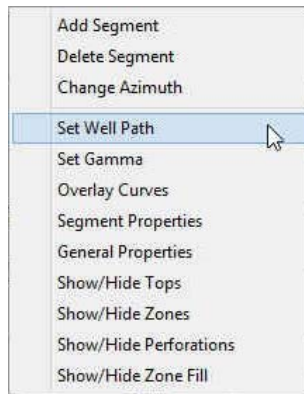 Add Segment
Delete Segment
Change Azimuth
Set Well Path
Set Gamma
Overlay Curves
Segment Properties
General Properties
Show/Hide Tops
Show/Hide Zones
Show/Hide Perforations
Show/Hide Zone Fill